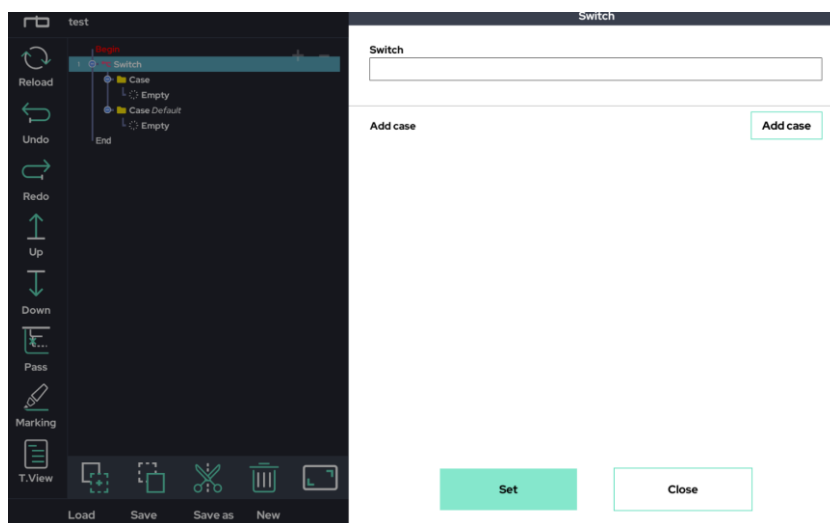 test
Switch
Reload
Undo
Redo
Up
Down
Pass
Marking
T.View
Begin
1 Switch
Case
Empty
Case Default
Empty
End
Load Save Save as New
Switch
Add case Add case
Set Close